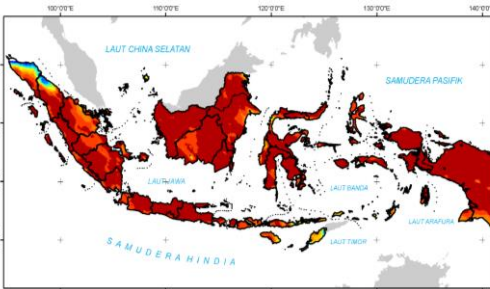 100°0'0"E 110°0'0"E 120°0'0"E 130°0'0"E 140°0'
LAUT CHINA SELATAN
SAMUDERA PASIFIK
LAUT JAWA
LAUT BANDA
LAUT ARAFURA
LAUT TIMOR
SAMUDERA HINDIA